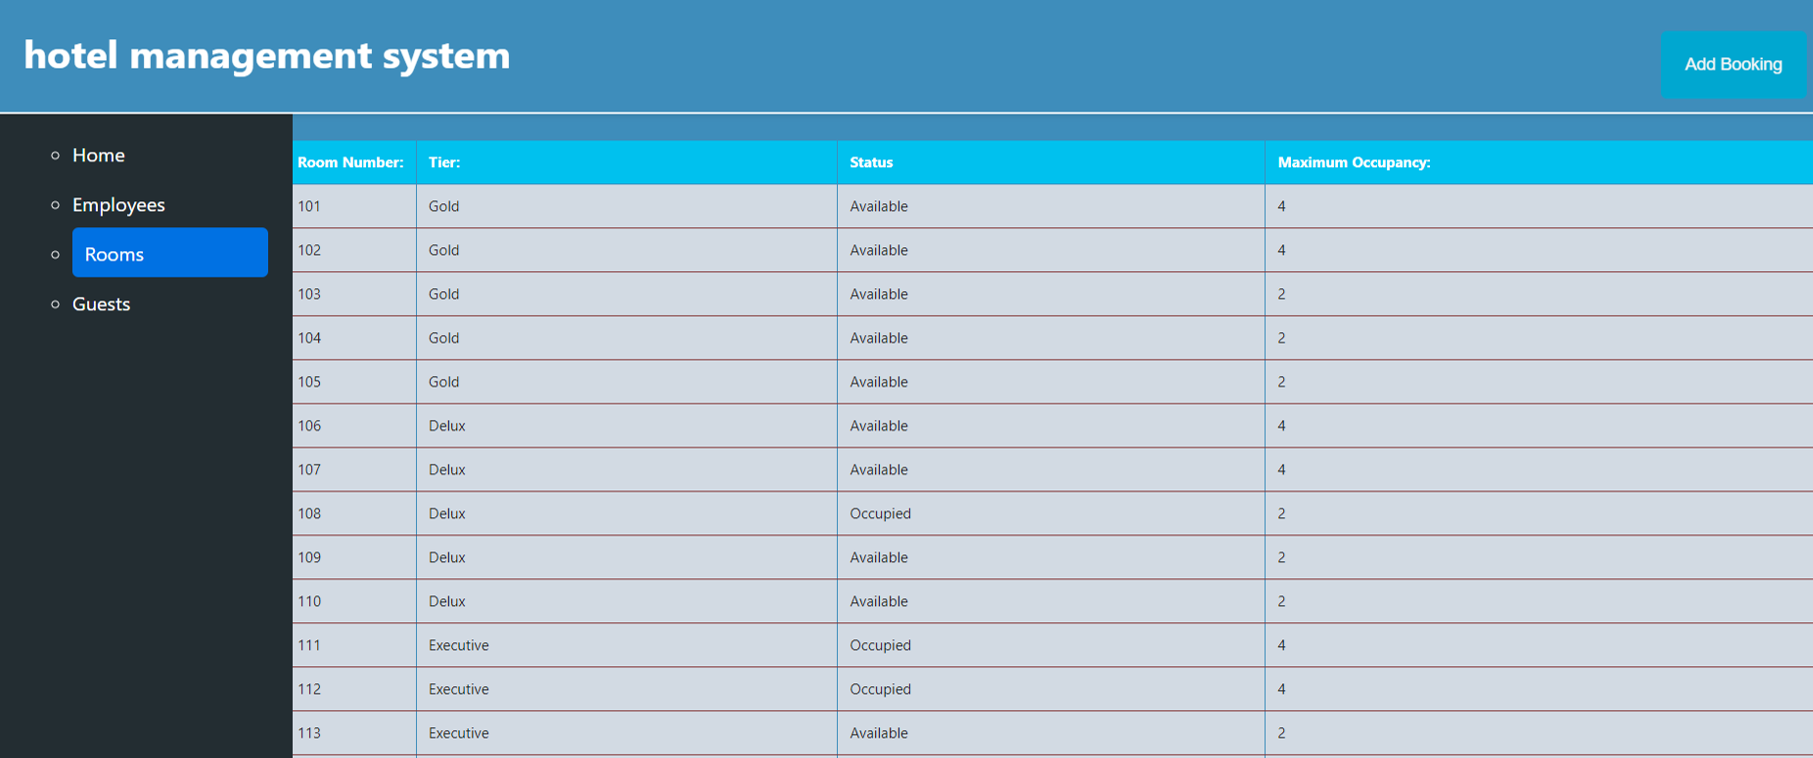 hotel management system
Add Booking
Home
Employees
Rooms
Guests
Room Number: Tier: Status Maximum Occupancy:
101 Gold Available 4
102 Gold Available 4
103 Gold Available 2
104 Gold Available 2
105 Gold Available 2
106 Delux Available 4
107 Delux Available 4
108 Delux Occupied 2
109 Delux Available 2
110 Delux Available 2
111 Executive Occupied 4
112 Executive Occupied 4
113 Executive Available 2